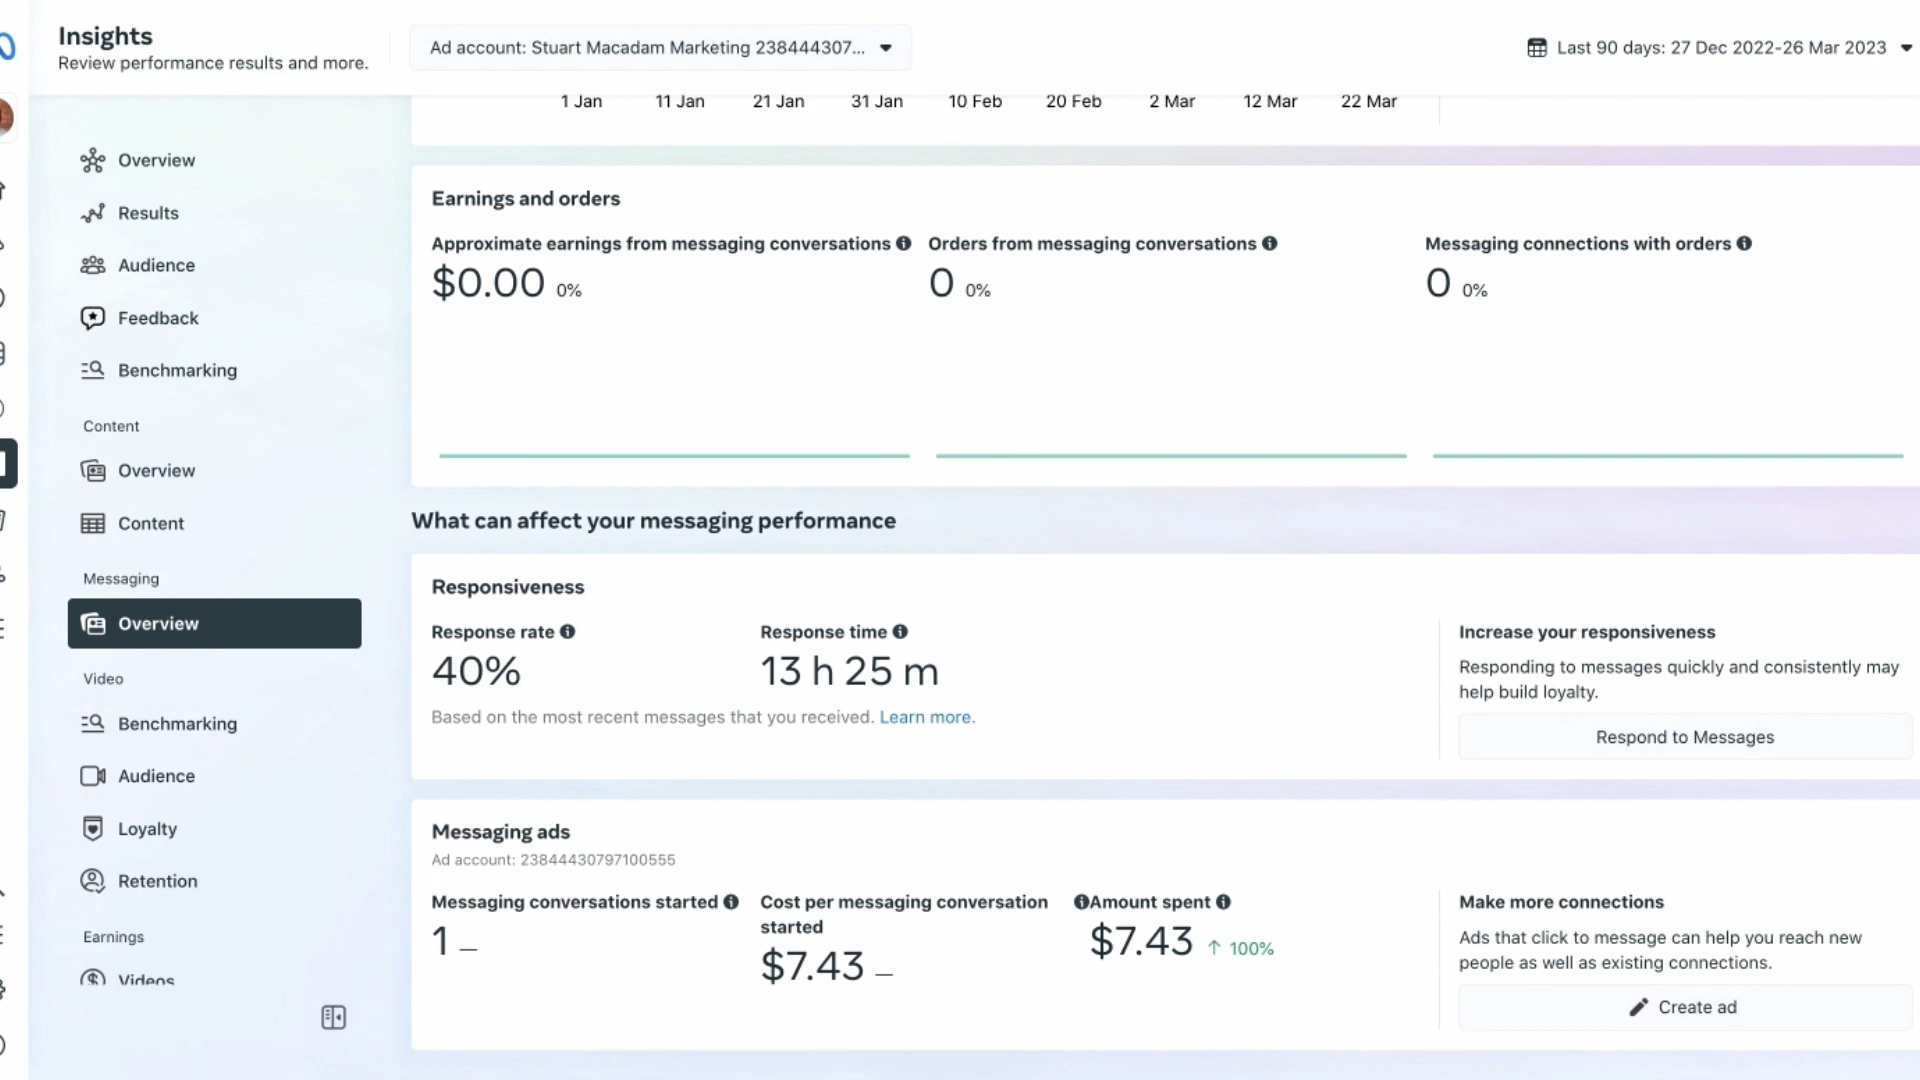 Insights
Review performance results and more.
Ad account: Stuart Macadam Marketing 238444307...
Last 90 days: 27 Dec 2022-26 Mar 2023
1 Jan 11 Jan 21 Jan 31 Jan 10 Feb 20 Feb 2 Mar 12 Mar 22 Mar
Overview
Results
Audience
Feedback
Benchmarking
Content
Overview
Content
Messaging
Overview
Video
Benchmarking
Audience
Loyalty
Retention
Earnings
Videos
Earnings and orders
Approximate earnings from messaging conversations
$0.00 0%
Orders from messaging conversations
0 0%
Messaging connections with orders
0 0%
What can affect your messaging performance
Responsiveness
Response rate
40%
Response time
13 h 25 m
Based on the most recent messages that you received. Learn more.
Increase your responsiveness
Responding to messages quickly and consistently may
help build loyalty.
Respond to Messages
Messaging ads
Ad account: 23844430797100555
Messaging conversations started
1 —
Cost per messaging conversation
started
$7.43 —
Amount spent
$7.43 ↑ 100%
Make more connections
Ads that click to message can help you reach new
people as well as existing connections.
Create ad